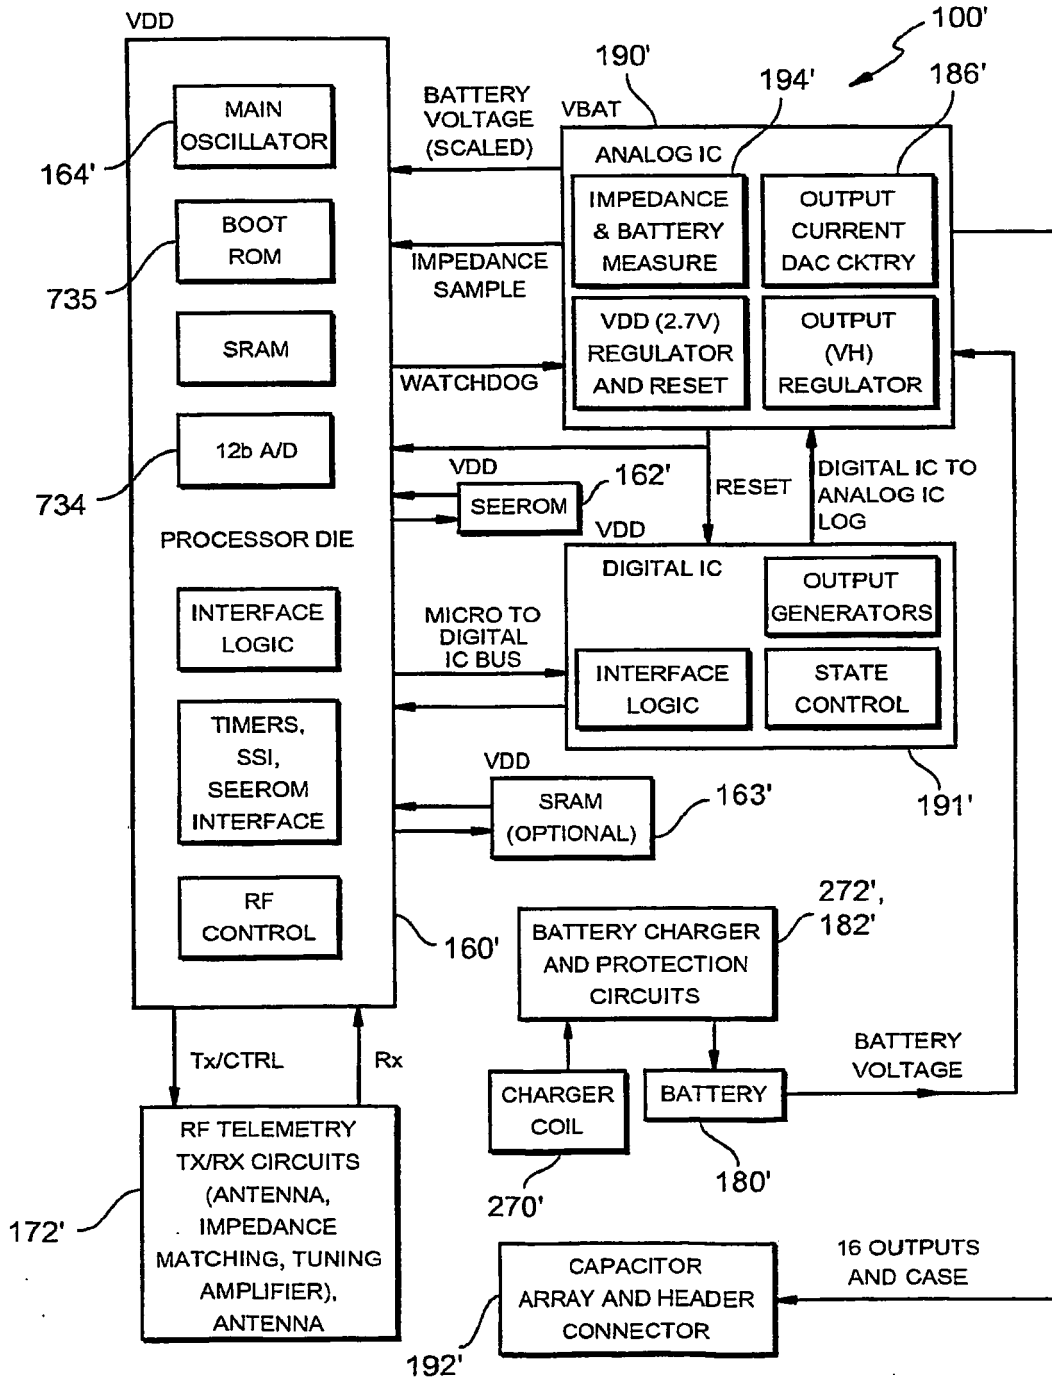 VDD
MAIN
OSCILLATOR
164'
BOOT
ROM
735
SRAM
12b A/D
734
PROCESSOR DIE
INTERFACE
LOGIC
TIMERS,
SSI,
SEEROM
INTERFACE
RF
CONTROL
160'
BATTERY
VOLTAGE
(SCALED)
IMPEDANCE
SAMPLE
WATCHDOG
100'
190'
194'
186'
VBAT
ANALOG IC
IMPEDANCE
& BATTERY
MEASURE
OUTPUT
CURRENT
DAC CKTRY
VDD (2.7V)
REGULATOR
AND RESET
OUTPUT
(VH)
REGULATOR
VDD
SEEROM
162'
RESET
DIGITAL IC TO
ANALOG IC
LOG
VDD
DIGITAL IC
OUTPUT
GENERATORS
INTERFACE
LOGIC
STATE
CONTROL
191'
MICRO TO
DIGITAL
IC BUS
VDD
SRAM
(OPTIONAL)
163'
272',
182'
BATTERY CHARGER
AND PROTECTION
CIRCUITS
CHARGER
COIL
270'
BATTERY
180'
BATTERY
VOLTAGE
Tx/CTRL
Rx
RF TELEMETRY
TX/RX CIRCUITS
(ANTENNA,
IMPEDANCE
MATCHING, TUNING
AMPLIFIER),
ANTENNA
172'
CAPACITOR
ARRAY AND HEADER
CONNECTOR
192'
16 OUTPUTS
AND CASE